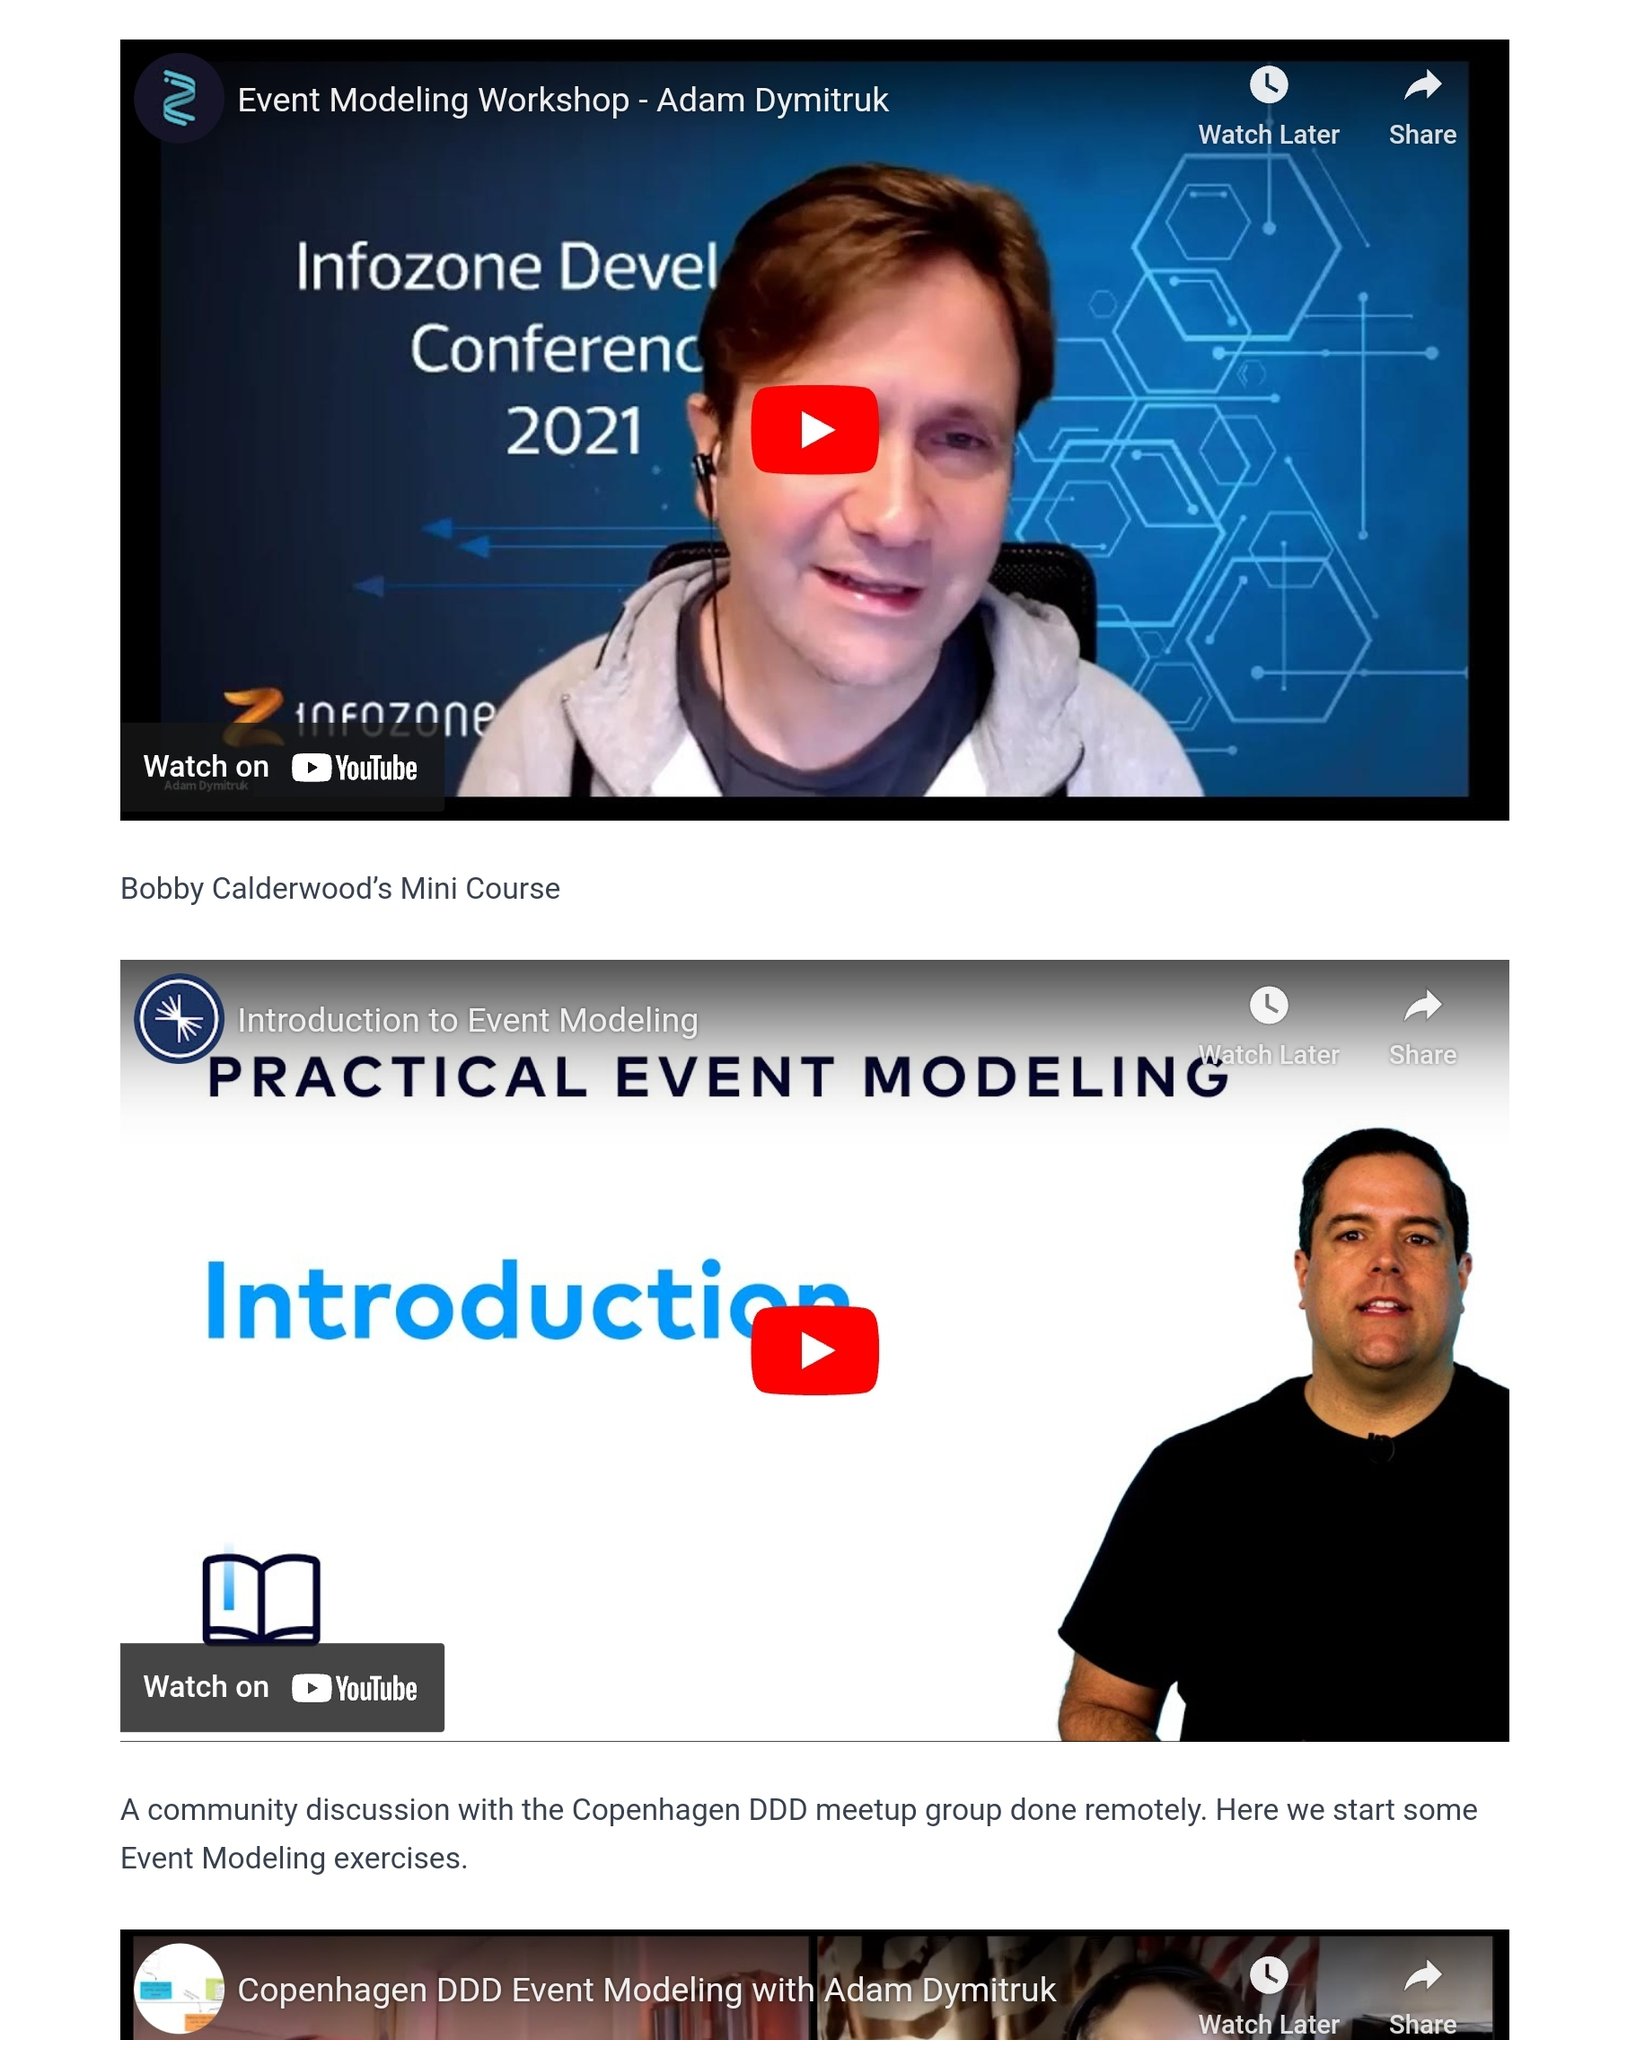 Event Modeling Workshop - Adam Dymitruk
Watch Later
Share
Infozone Devel
Conferenc
2021
infozone
Watch on YouTube
Adam Dymitruk
Bobby Calderwood’s Mini Course
Introduction to Event Modeling
Watch Later
Share
PRACTICAL EVENT MODELING
Introduction
Watch on YouTube
A community discussion with the Copenhagen DDD meetup group done remotely. Here we start some
Event Modeling exercises.
Copenhagen DDD Event Modeling with Adam Dymitruk
Watch Later
Share